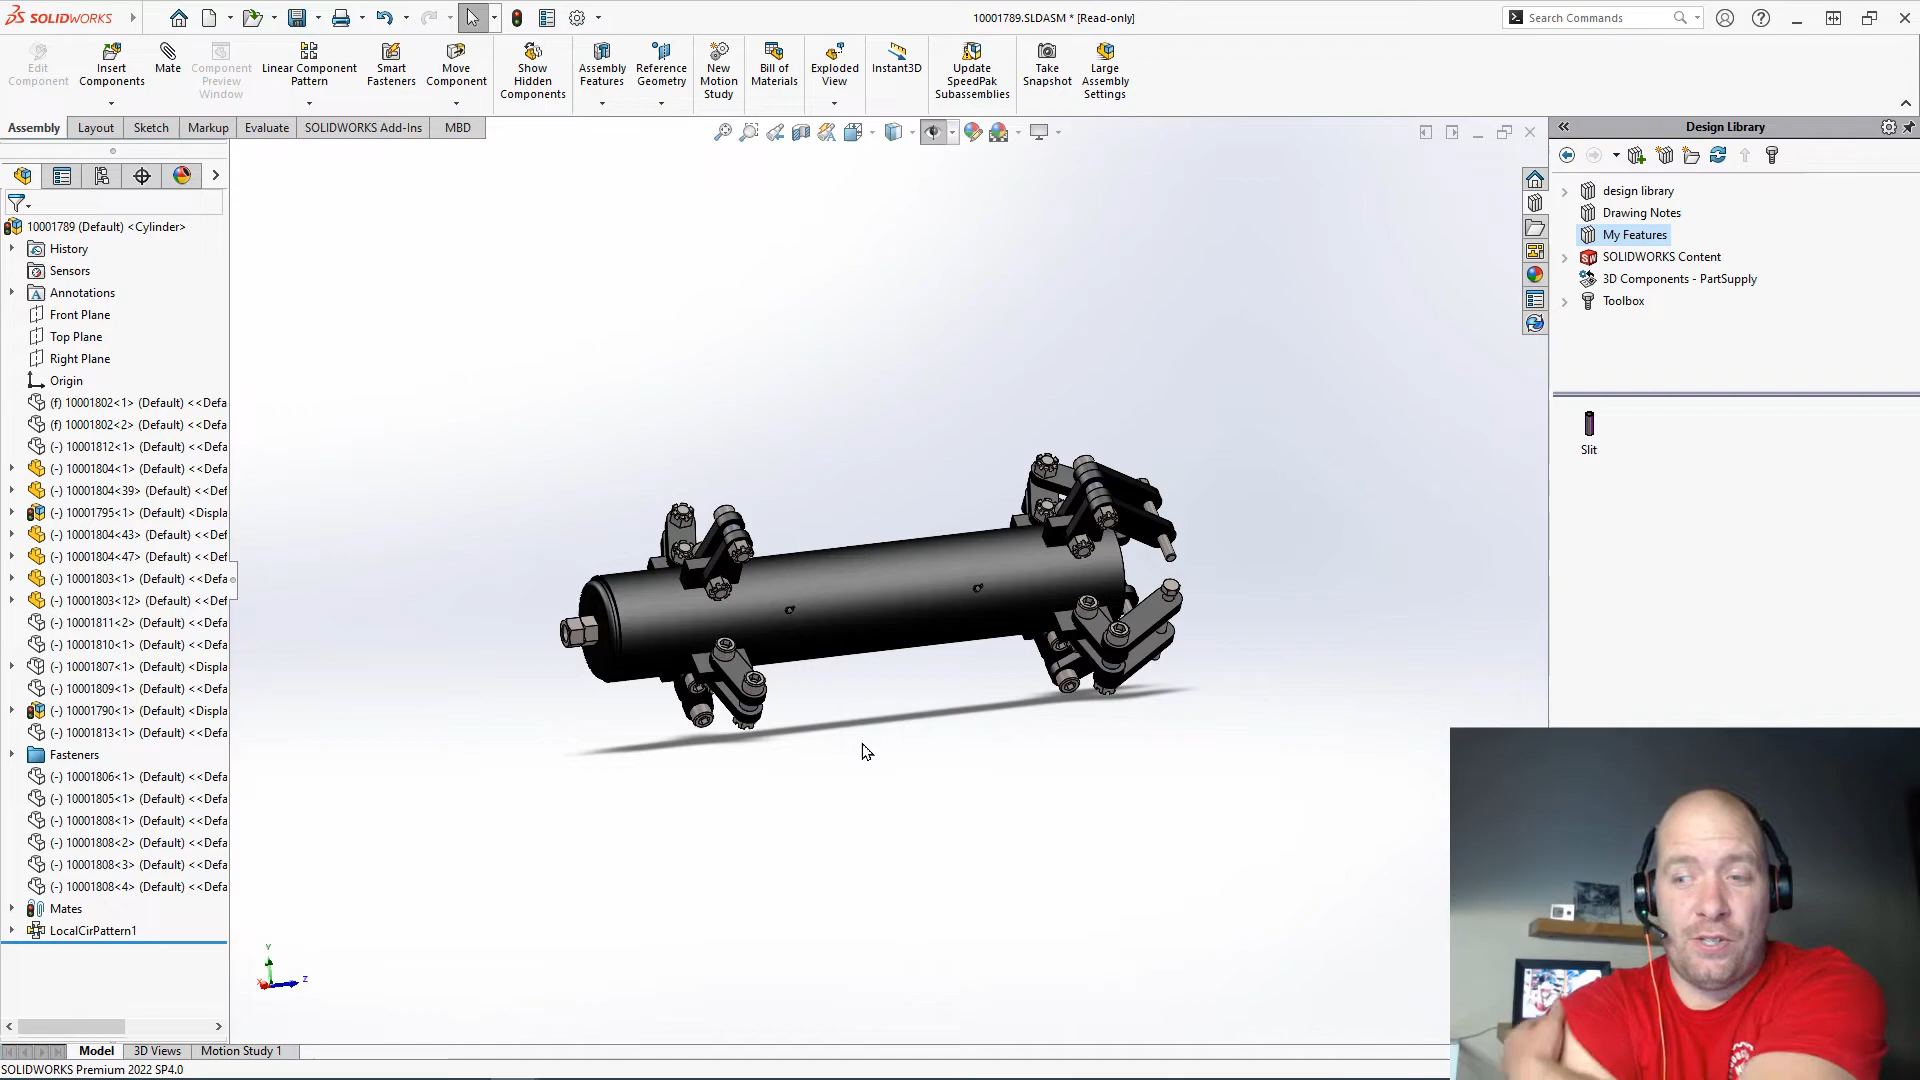 SOLIDWORKS
10001789.SLDASM * [Read-only]
Search Commands
Edit Component
Insert Components
Mate
Component Preview Window
Linear Component Pattern
Smart Fasteners
Move Component
Show Hidden Components
Assembly Features
Reference Geometry
New Motion Study
Bill of Materials
Exploded View
Instant3D
Update SpeedPak Subassemblies
Take Snapshot
Large Assembly Settings
Assembly
Layout
Sketch
Markup
Evaluate
SOLIDWORKS Add-Ins
MBD
Design Library
design library
Drawing Notes
My Features
SOLIDWORKS Content
3D Components - PartSupply
Toolbox
Slit
10001789 (Default) <Cylinder>
History
Sensors
Annotations
Front Plane
Top Plane
Right Plane
Origin
(f) 10001802<1> (Default) <<Defa
(f) 10001802<2> (Default) <<Defa
(-) 10001812<1> (Default) <<Defa
(-) 10001804<1> (Default) <<Defa
(-) 10001804<39> (Default) <<Def
(-) 10001795<1> (Default) <Displa
(-) 10001804<43> (Default) <<Def
(-) 10001804<47> (Default) <<Def
(-) 10001803<1> (Default) <<Defa
(-) 10001803<12> (Default) <<Def
(-) 10001811<2> (Default) <<Defa
(-) 10001810<1> (Default) <<Defa
(-) 10001807<1> (Default) <Displa
(-) 10001809<1> (Default) <<Defa
(-) 10001790<1> (Default) <Displa
(-) 10001813<1> (Default) <<Defa
Fasteners
(-) 10001806<1> (Default) <<Defa
(-) 10001805<1> (Default) <<Defa
(-) 10001808<1> (Default) <<Defa
(-) 10001808<2> (Default) <<Defa
(-) 10001808<3> (Default) <<Defa
(-) 10001808<4> (Default) <<Defa
Mates
LocalCirPattern1
Y
Z
Model
3D Views
Motion Study 1
SOLIDWORKS Premium 2022 SP4.0